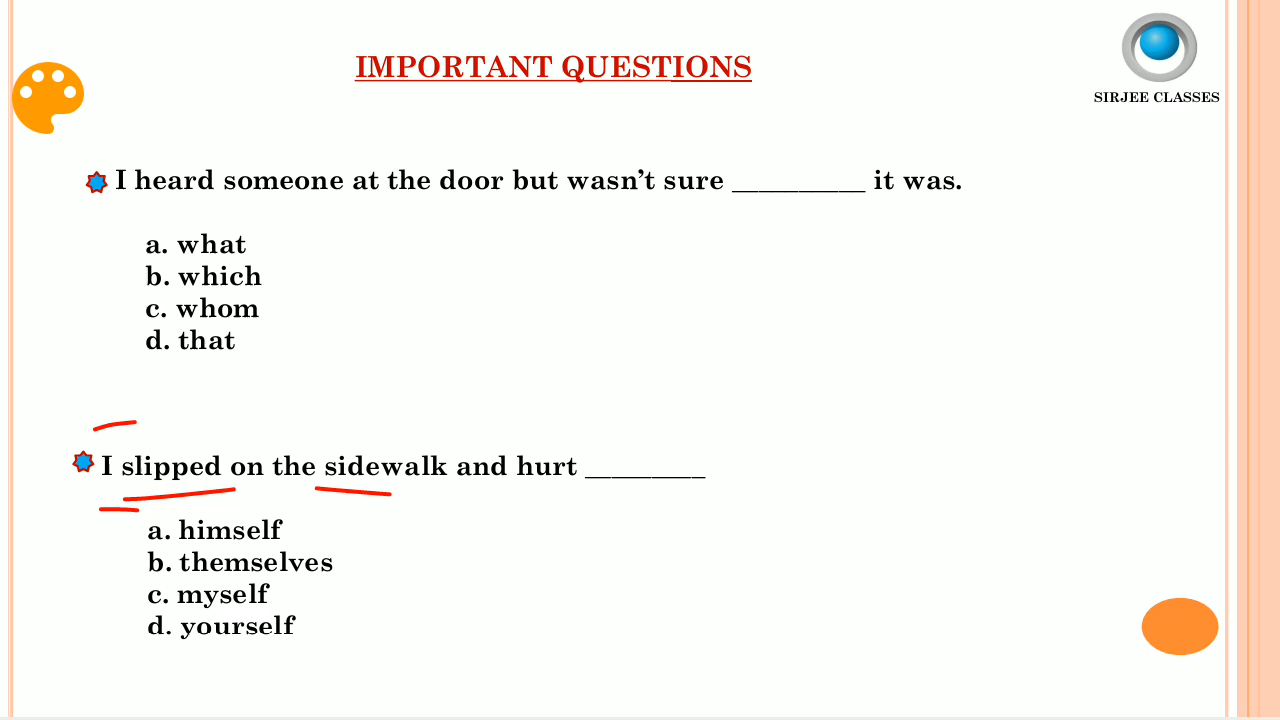 IMPORTANT QUESTIONS
SIRJEE CLASSES
I heard someone at the door but wasn’t sure __________ it was.
a. what
b. which
c. whom
d. that
I slipped on the sidewalk and hurt _________
a. himself
b. themselves
c. myself
d. yourself